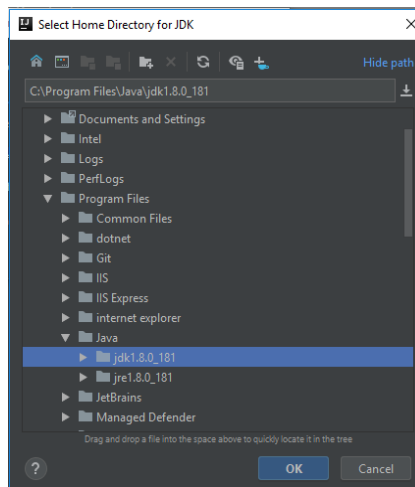 Select Home Directory for JDK
Hide path
C:\Program Files\Java\jdk1.8.0_181
Documents and Settings
Intel
Logs
PerfLogs
Program Files
Common Files
dotnet
Git
IIS
IIS Express
internet explorer
Java
jdk1.8.0_181
jre1.8.0_181
JetBrains
Managed Defender
Drag and drop a file into the space above to quickly locate it in the tree
?
OK
Cancel